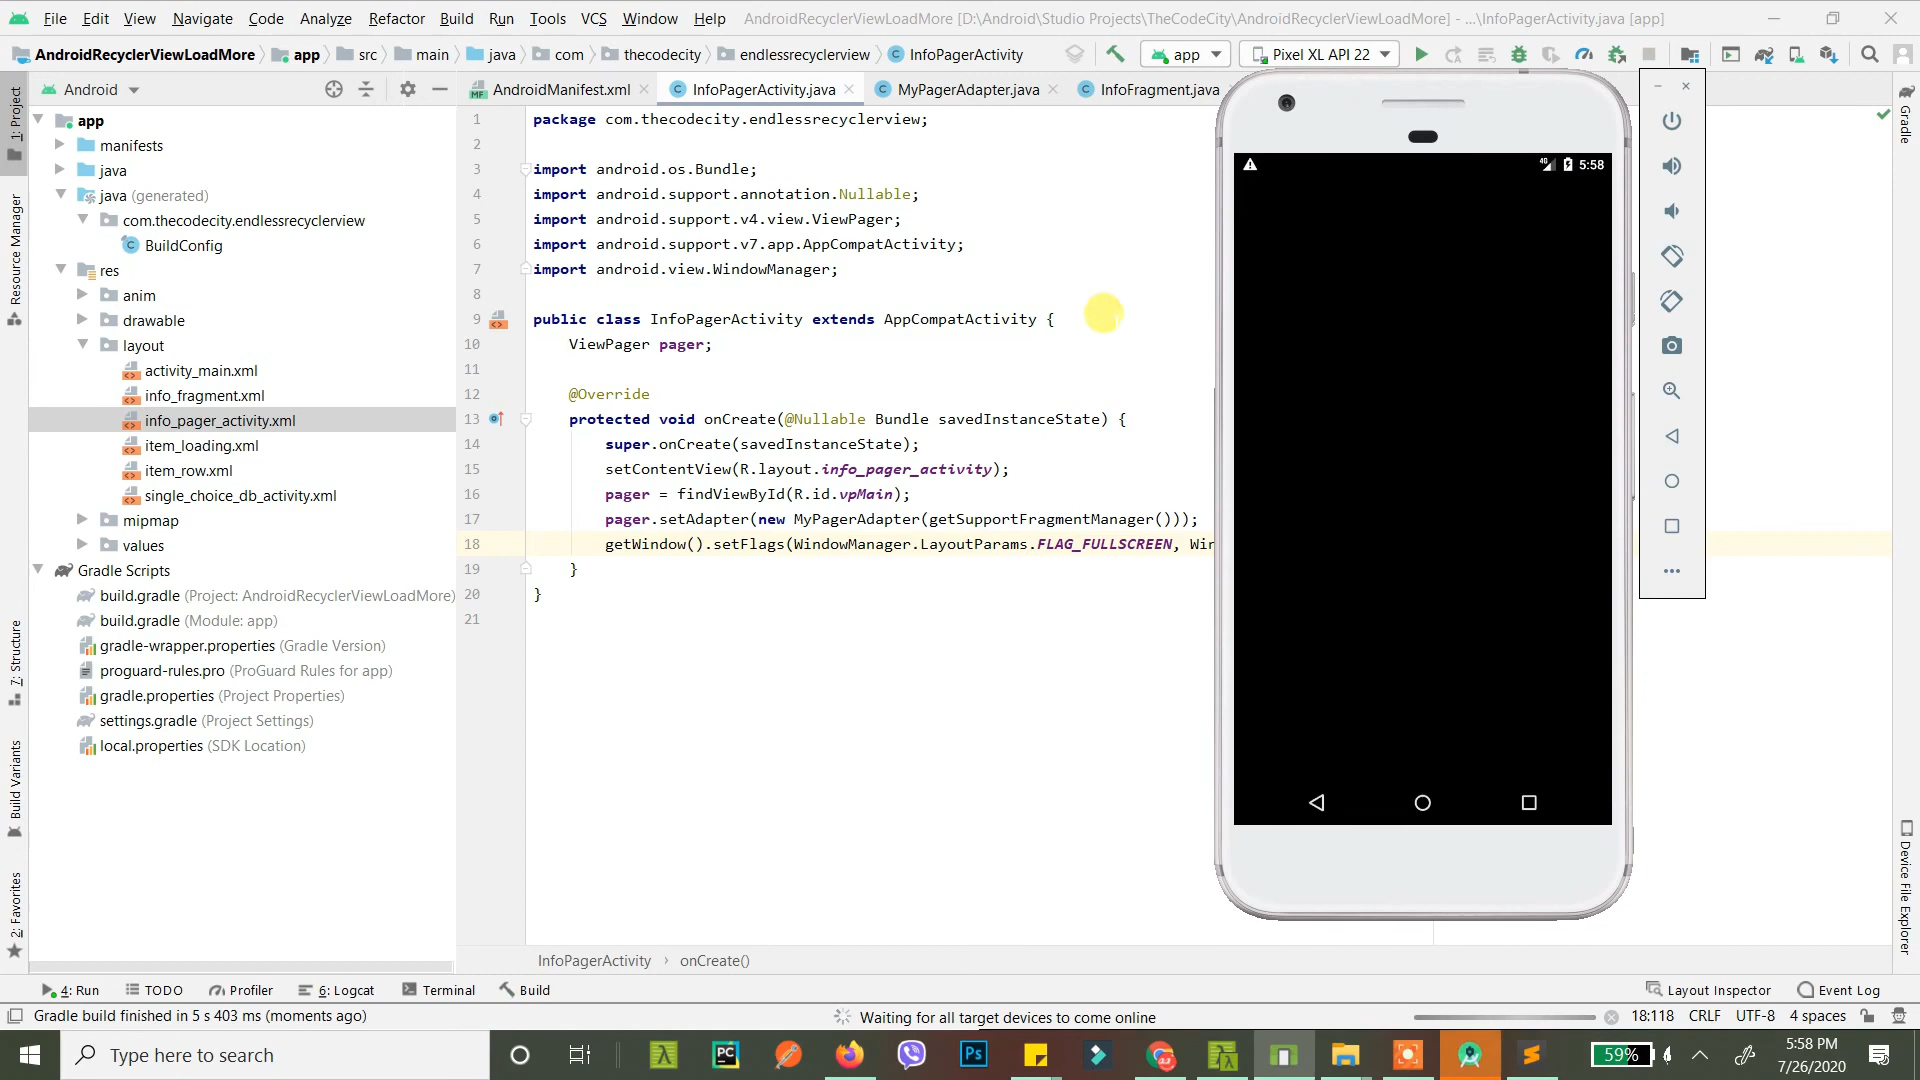 File Edit View Navigate Code Analyze Refactor Build Run Tools VCS Window Help AndroidRecyclerViewLoadMore [D:\Android\Studio Projects\TheCodeCity\AndroidRecyclerViewLoadMore] - ...\InfoPagerActivity.java [app]
AndroidRecyclerViewLoadMore app src main java com thecodecity endlessrecyclerview InfoPagerActivity app Pixel XL API 22
Android AndroidManifest.xml InfoPagerActivity.java MyPagerAdapter.java InfoFragment.java
1: Project
Resource Manager
7: Structure
Build Variants
2: Favorites
app
manifests
java
java (generated)
com.thecodecity.endlessrecyclerview
BuildConfig
res
anim
drawable
layout
activity_main.xml
info_fragment.xml
info_pager_activity.xml
item_loading.xml
item_row.xml
single_choice_db_activity.xml
mipmap
values
Gradle Scripts
build.gradle (Project: AndroidRecyclerViewLoadMore)
build.gradle (Module: app)
gradle-wrapper.properties (Gradle Version)
proguard-rules.pro (ProGuard Rules for app)
gradle.properties (Project Properties)
settings.gradle (Project Settings)
local.properties (SDK Location)
1 package com.thecodecity.endlessrecyclerview;
2
3 import android.os.Bundle;
4 import android.support.annotation.Nullable;
5 import android.support.v4.view.ViewPager;
6 import android.support.v7.app.AppCompatActivity;
7 import android.view.WindowManager;
8
9 public class InfoPagerActivity extends AppCompatActivity {
10 ViewPager pager;
11
12 @Override
13 protected void onCreate(@Nullable Bundle savedInstanceState) {
14 super.onCreate(savedInstanceState);
15 setContentView(R.layout.info_pager_activity);
16 pager = findViewById(R.id.vpMain);
17 pager.setAdapter(new MyPagerAdapter(getSupportFragmentManager()));
18 getWindow().setFlags(WindowManager.LayoutParams.FLAG_FULLSCREEN, Win
19 }
20 }
21
4G 5:58
Gradle
Device File Explorer
InfoPagerActivity › onCreate()
4: Run TODO Profiler 6: Logcat Terminal Build Layout Inspector Event Log
Gradle build finished in 5 s 403 ms (moments ago) Waiting for all target devices to come online 18:118 CRLF UTF-8 4 spaces
Type here to search PC Ps 59% 5:58 PM
7/26/2020